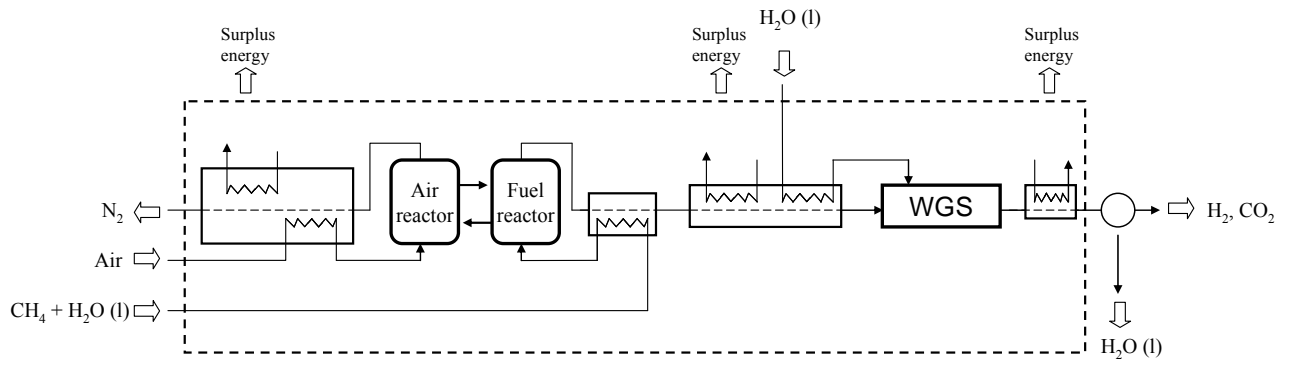 H₂O (l)
Surplus
energy
Surplus
energy
Surplus
energy
Air
reactor
Fuel
reactor
WGS
N₂
H₂, CO₂
Air
CH₄ + H₂O (l)
H₂O (l)